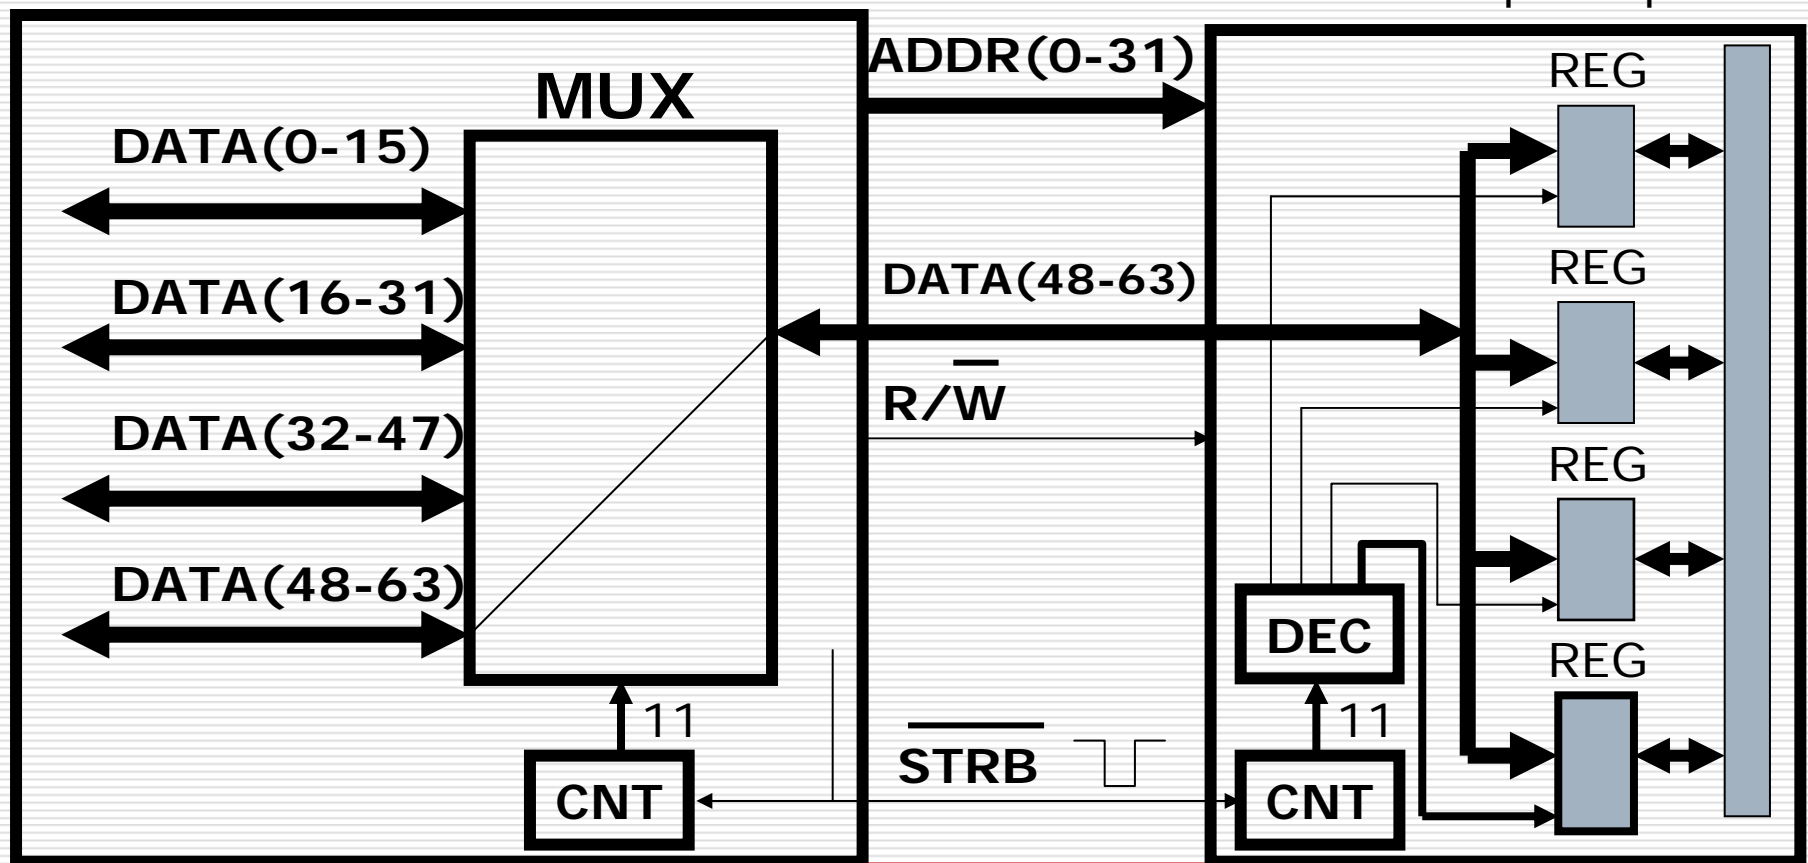 MUX
DATA(0-15)
DATA(16-31)
DATA(32-47)
DATA(48-63)
11
CNT
ADDR(0-31)
DATA(48-63)
R/W̅
S̅T̅R̅B̅
REG
REG
REG
REG
DEC
11
CNT